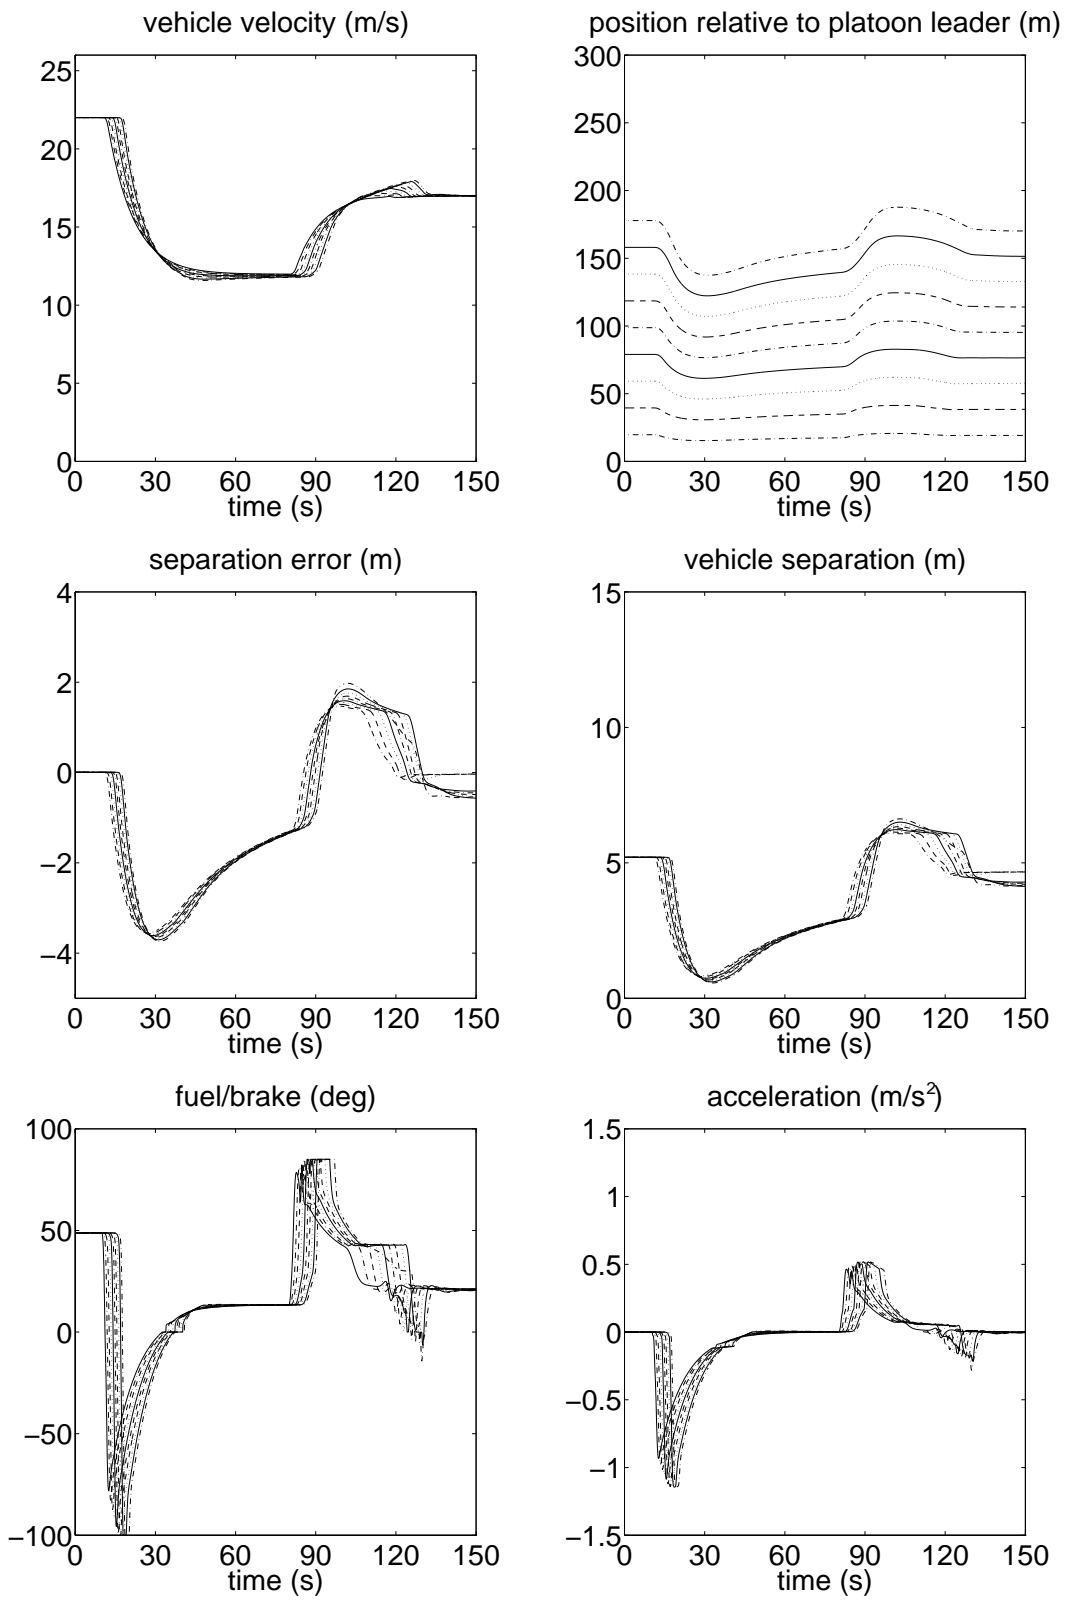 vehicle velocity (m/s)
25
20
15
10
5
0
0 30 60 90 120 150
time (s)
position relative to platoon leader (m)
300
250
200
150
100
50
0
0 30 60 90 120 150
time (s)
separation error (m)
4
2
0
−2
−4
0 30 60 90 120 150
time (s)
vehicle separation (m)
15
10
5
0
0 30 60 90 120 150
time (s)
fuel/brake (deg)
100
50
0
−50
−100
0 30 60 90 120 150
time (s)
acceleration (m/s²)
1.5
1
0.5
0
−0.5
−1
−1.5
0 30 60 90 120 150
time (s)